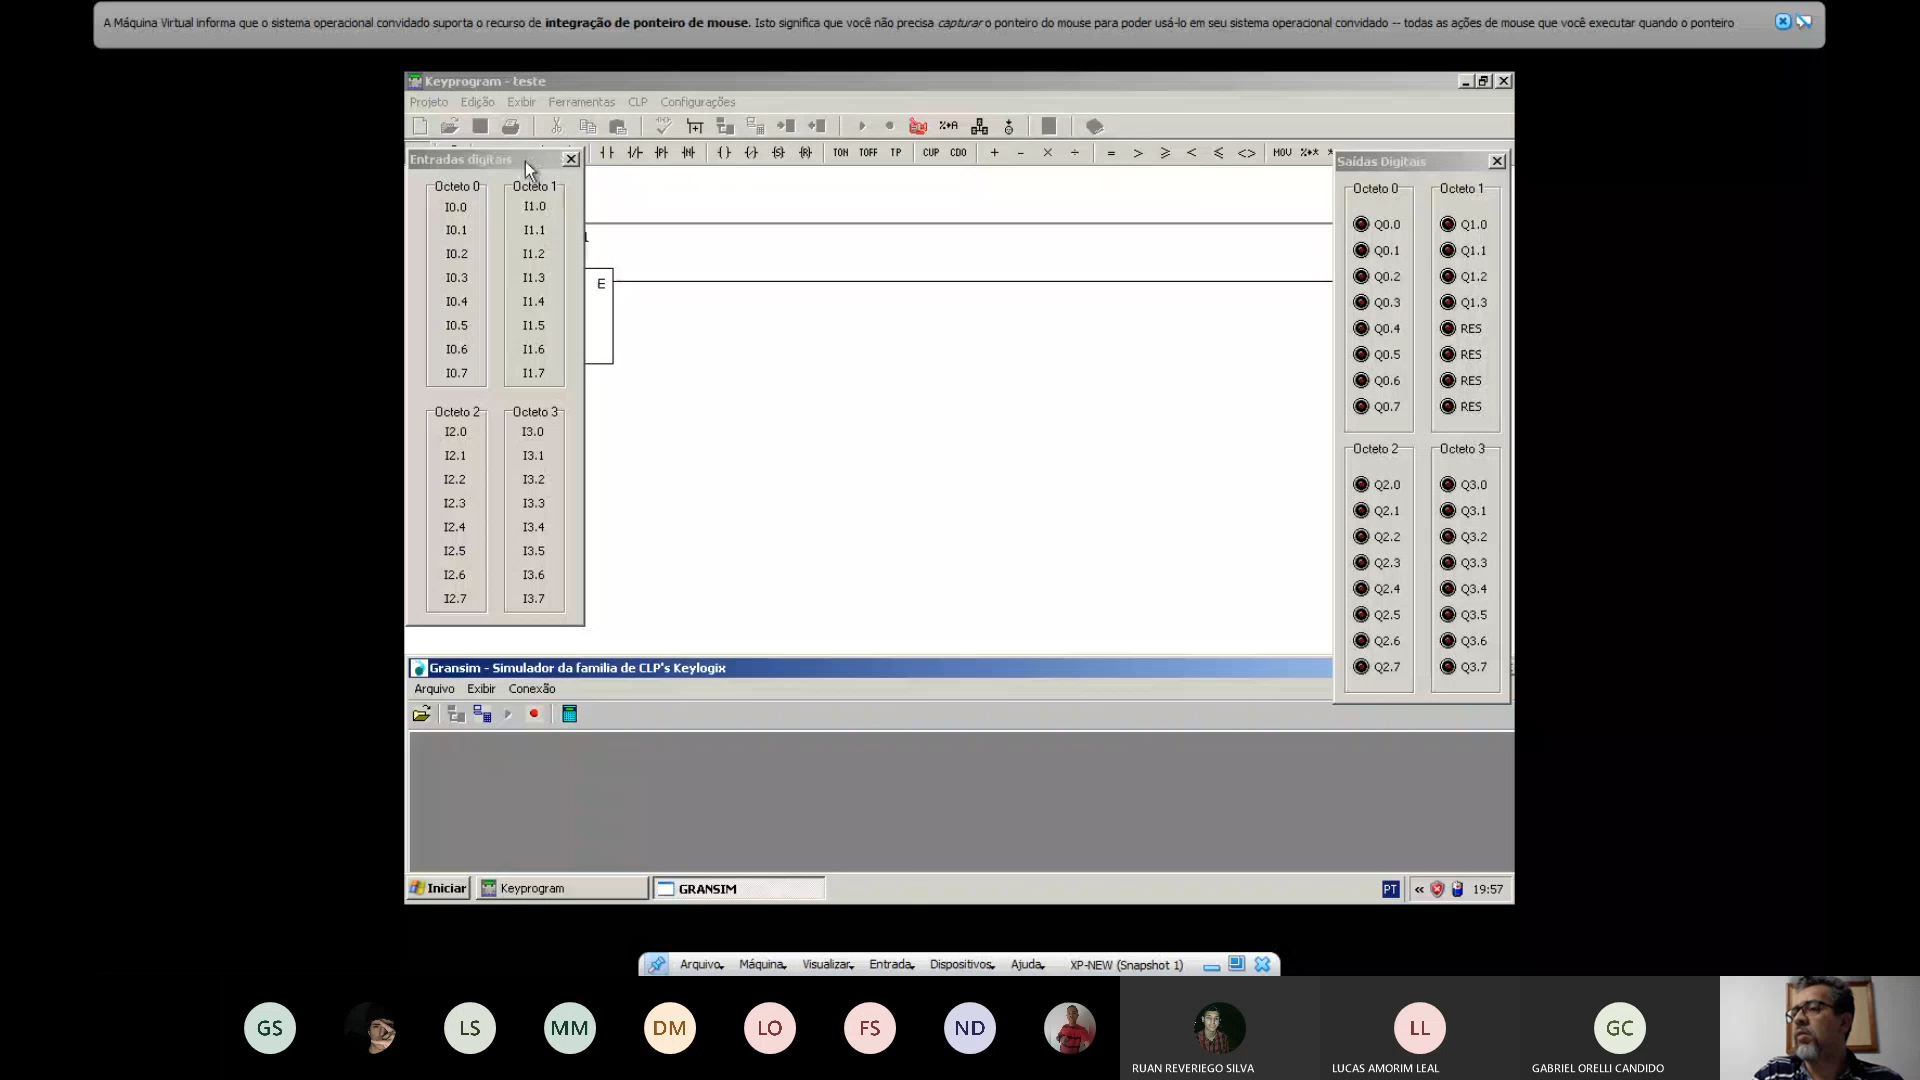 A Máquina Virtual informa que o sistema operacional convidado suporta o recurso de integração de ponteiro de mouse. Isto significa que você não precisa capturar o ponteiro do mouse para poder usá-lo em seu sistema operacional convidado -- todas as ações de mouse que você executar quando o ponteiro
Keyprogram - teste
Projeto Edição Exibir Ferramentas CLP Configurações
TON TOFF TP CUP CDO + - × ÷ = > ≥ < ≤ <> MOV
Entradas digitais
Octeto 0 Octeto 1
I0.0 I1.0
I0.1 I1.1
I0.2 I1.2
I0.3 I1.3
I0.4 I1.4
I0.5 I1.5
I0.6 I1.6
I0.7 I1.7
Octeto 2 Octeto 3
I2.0 I3.0
I2.1 I3.1
I2.2 I3.2
I2.3 I3.3
I2.4 I3.4
I2.5 I3.5
I2.6 I3.6
I2.7 I3.7
E
Saídas Digitais
Octeto 0 Octeto 1
Q0.0 Q1.0
Q0.1 Q1.1
Q0.2 Q1.2
Q0.3 Q1.3
Q0.4 RES
Q0.5 RES
Q0.6 RES
Q0.7 RES
Octeto 2 Octeto 3
Q2.0 Q3.0
Q2.1 Q3.1
Q2.2 Q3.2
Q2.3 Q3.3
Q2.4 Q3.4
Q2.5 Q3.5
Q2.6 Q3.6
Q2.7 Q3.7
Gransim - Simulador da família de CLP's Keylogix
Arquivo Exibir Conexão
Iniciar Keyprogram GRANSIM PT « 19:57
Arquivo Máquina Visualizar Entrada Dispositivos Ajuda XP-NEW (Snapshot 1)
GS LS MM DM LO FS ND LL GC
RUAN REVERIEGO SILVA LUCAS AMORIM LEAL GABRIEL ORELLI CANDIDO